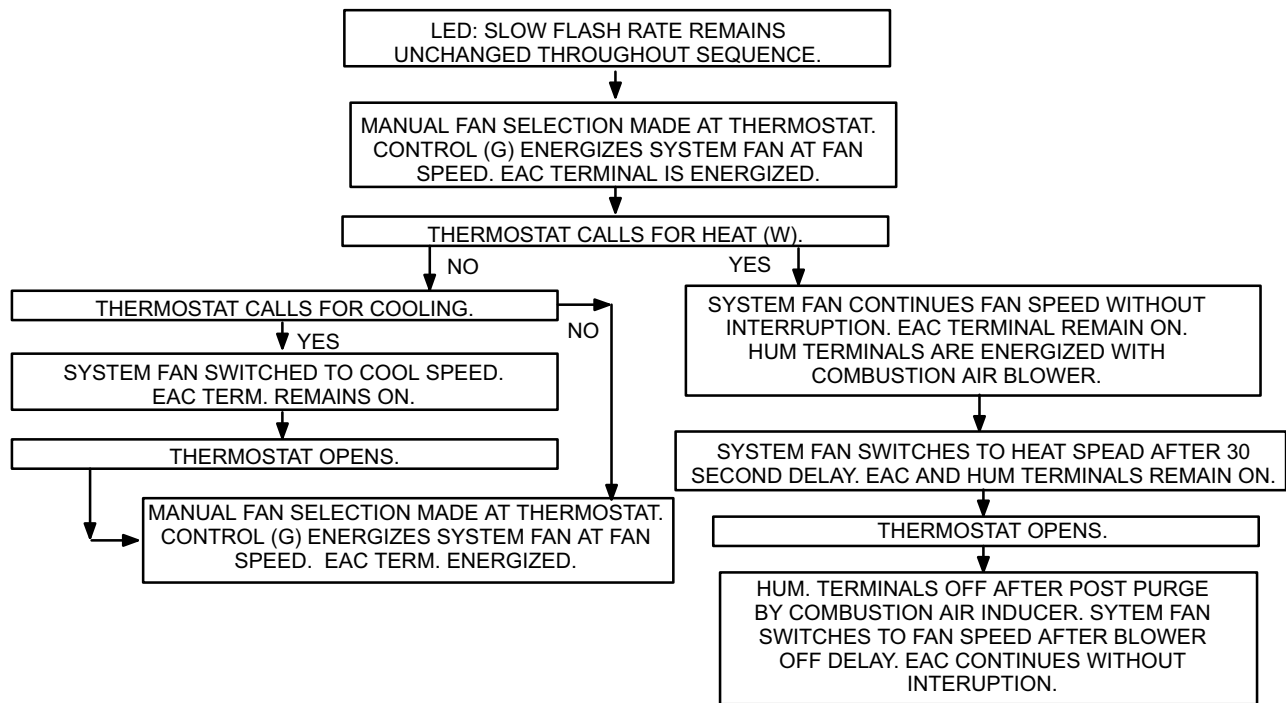 LED: SLOW FLASH RATE REMAINS
UNCHANGED THROUGHOUT SEQUENCE.
MANUAL FAN SELECTION MADE AT THERMOSTAT.
CONTROL (G) ENERGIZES SYSTEM FAN AT FAN
SPEED. EAC TERMINAL IS ENERGIZED.
THERMOSTAT CALLS FOR HEAT (W).
NO
YES
THERMOSTAT CALLS FOR COOLING.
NO
YES
SYSTEM FAN SWITCHED TO COOL SPEED.
EAC TERM. REMAINS ON.
THERMOSTAT OPENS.
MANUAL FAN SELECTION MADE AT THERMOSTAT.
CONTROL (G) ENERGIZES SYSTEM FAN AT FAN
SPEED. EAC TERM. ENERGIZED.
SYSTEM FAN CONTINUES FAN SPEED WITHOUT
INTERRUPTION. EAC TERMINAL REMAIN ON.
HUM TERMINALS ARE ENERGIZED WITH
COMBUSTION AIR BLOWER.
SYSTEM FAN SWITCHES TO HEAT SPEAD AFTER 30
SECOND DELAY. EAC AND HUM TERMINALS REMAIN ON.
THERMOSTAT OPENS.
HUM. TERMINALS OFF AFTER POST PURGE
BY COMBUSTION AIR INDUCER. SYTEM FAN
SWITCHES TO FAN SPEED AFTER BLOWER
OFF DELAY. EAC CONTINUES WITHOUT
INTERUPTION.